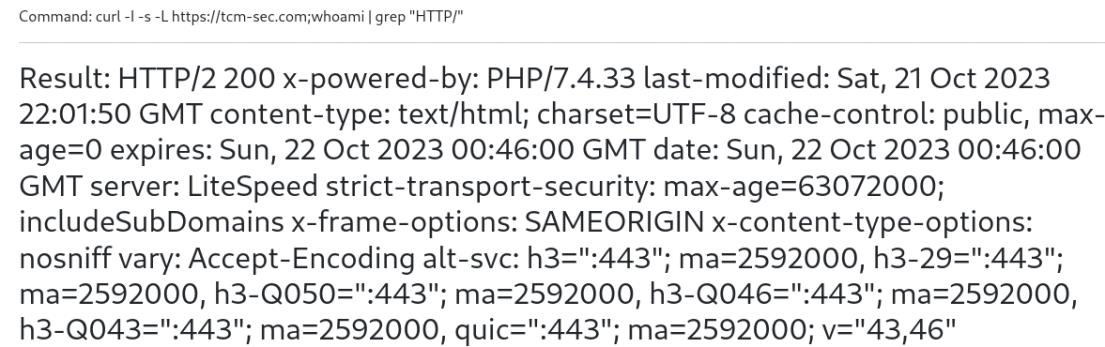 Command: curl -I -s -L https://tcm-sec.com;whoami | grep "HTTP/"
Result: HTTP/2 200 x-powered-by: PHP/7.4.33 last-modified: Sat, 21 Oct 2023
22:01:50 GMT content-type: text/html; charset=UTF-8 cache-control: public, max-
age=0 expires: Sun, 22 Oct 2023 00:46:00 GMT date: Sun, 22 Oct 2023 00:46:00
GMT server: LiteSpeed strict-transport-security: max-age=63072000;
includeSubDomains x-frame-options: SAMEORIGIN x-content-type-options:
nosniff vary: Accept-Encoding alt-svc: h3=":443"; ma=2592000, h3-29=":443";
ma=2592000, h3-Q050=":443"; ma=2592000, h3-Q046=":443"; ma=2592000,
h3-Q043=":443"; ma=2592000, quic=":443"; ma=2592000; v="43,46"